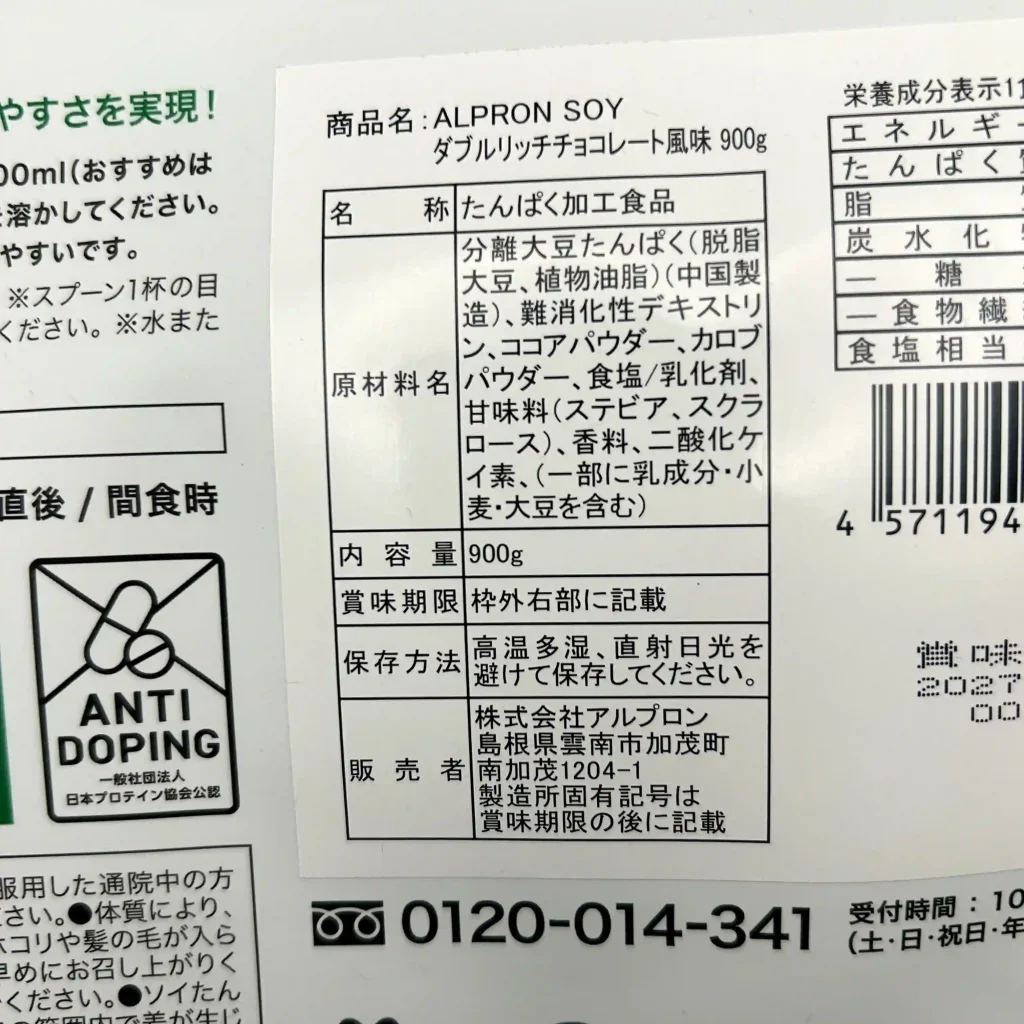 やすさを実現!
00ml(おすすめは
溶かしてください。
やすいです。
※スプーン1杯の目
ください。※水また
直後 / 間食時
ANTI
DOPING
一般社団法人
日本プロテイン協会公認
服用した通院中の方
さい。●体質により、
ホコリや髪の毛が入ら
早めにお召し上がりく
ください。●ソイたん
商品名:ALPRON SOY
ダブルリッチチョコレート風味 900g
名称 たんぱく加工食品
原材料名 分離大豆たんぱく(脱脂
大豆、植物油脂)(中国製
造)、難消化性デキストリ
ン、ココアパウダー、カロブ
パウダー、食塩/乳化剤、
甘味料(ステビア、スクラ
ロース)、香料、二酸化ケ
イ素、(一部に乳成分・小
麦・大豆を含む)
内容量 900g
賞味期限 枠外右部に記載
保存方法 高温多湿、直射日光を
避けて保存してください。
販売者 株式会社アルプロン
島根県雲南市加茂町
南加茂1204-1
製造所固有記号は
賞味期限の後に記載
栄養成分表示1
エネルギー
たんぱく
脂
炭水化
― 糖
― 食物繊
食塩相当
4 571194
賞味
2027
00
0120-014-341
受付時間:10
(土・日・祝日・年